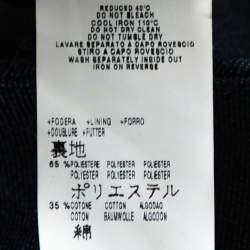 REDUCED 40°C
DO NOT BLEACH
COOL IRON 110°C
DO NOT DRY CLEAN
DO NOT TUMBLE DRY
LAVARE SEPARATO A CAPO ROVESCIO
STIRO A CAPO ROVESCIO
WASH SEPARATELY INSIDE OUT
IRON ON REVERSE
+FODERA +LINING +FORRO
+DOUBLURE +FUTTER
裏地
65 %POLIESTERE POLYESTER POLIESTER
POLYESTER POLYESTER POLIESTER
ポリエステル
35 %COTONE COTTON ALGODAO
COTON BAUMWOLLE ALGODON
綿